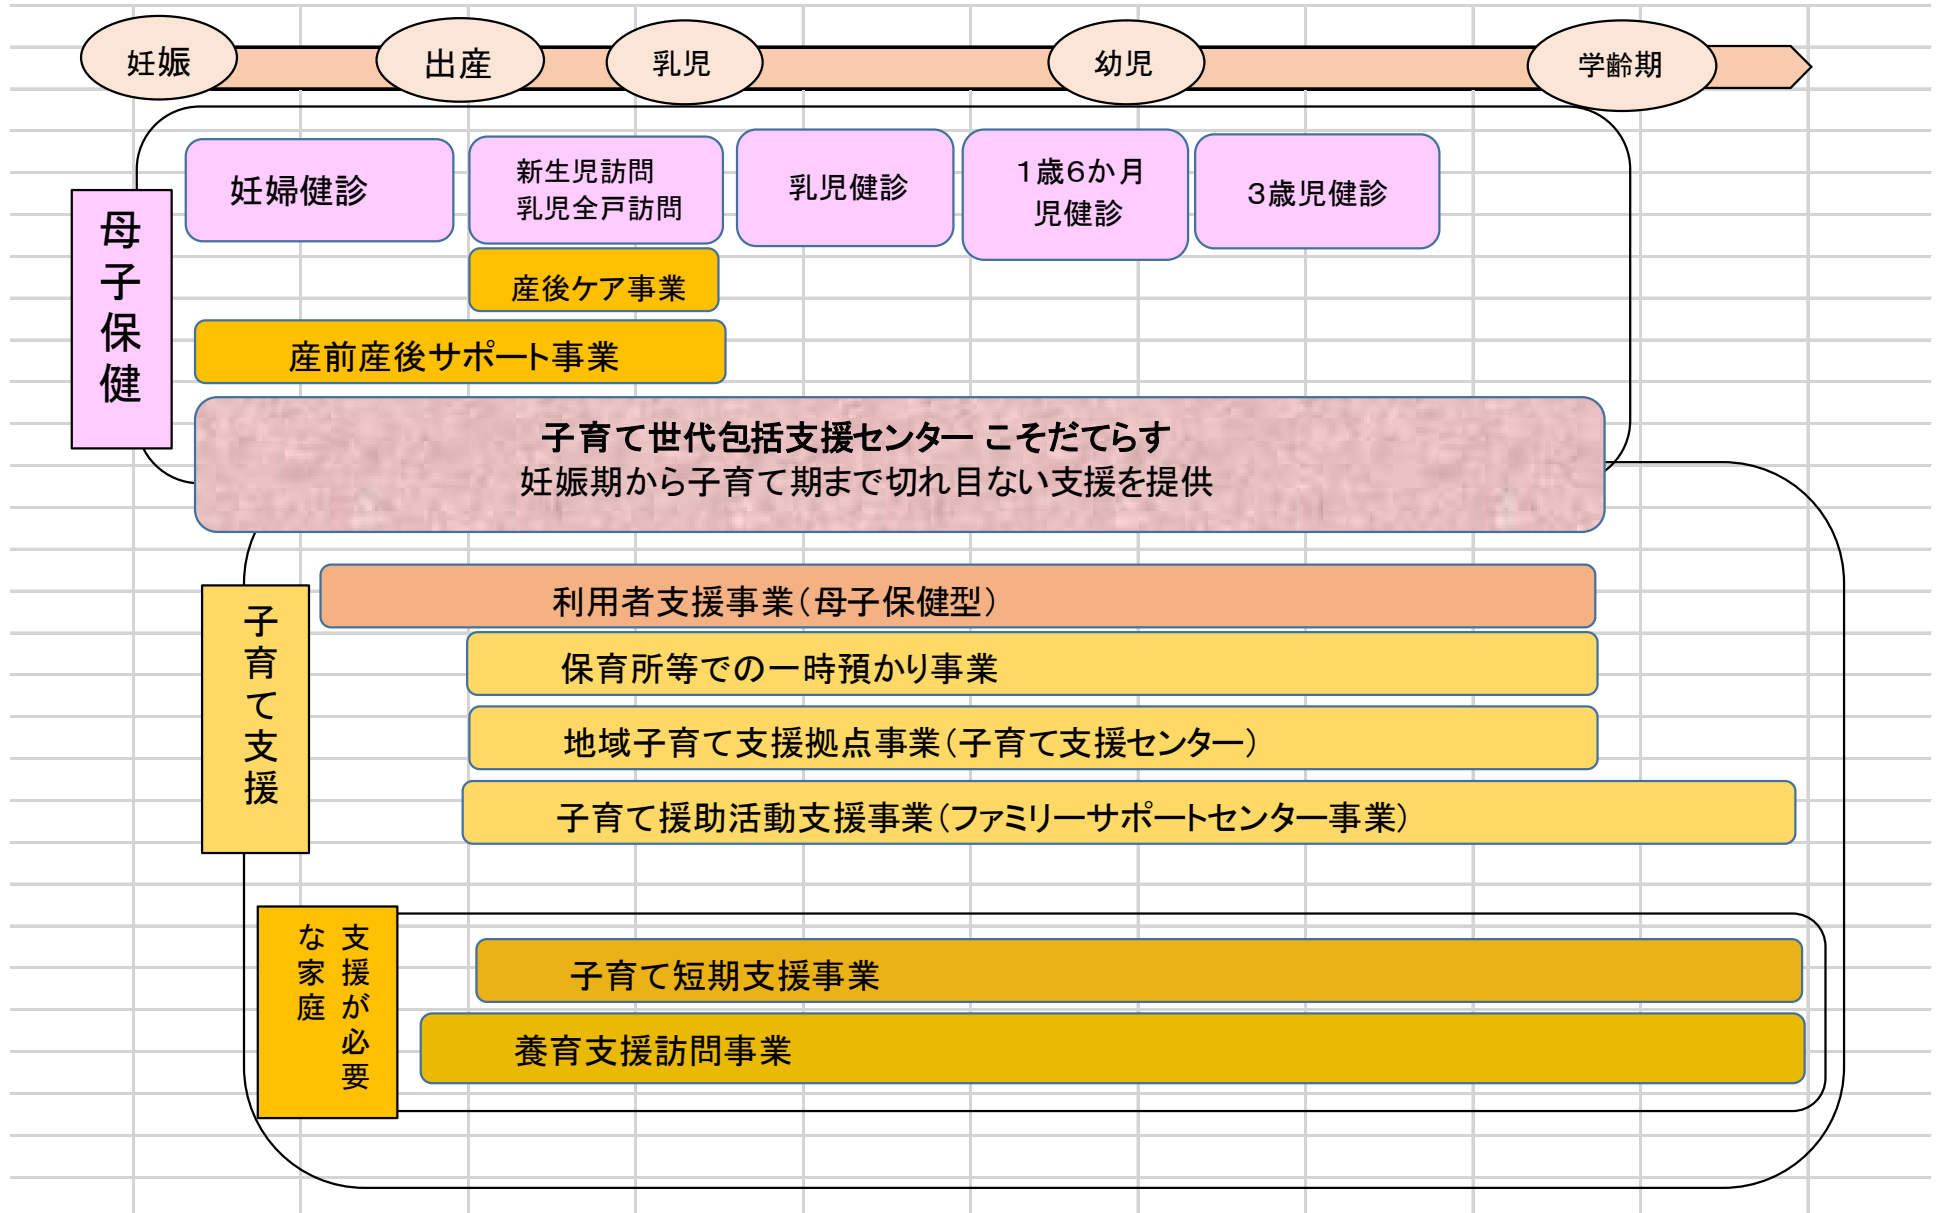 妊娠
出産
乳児
幼児
学齢期
母子保健
妊婦健診
新生児訪問
乳児全戸訪問
乳児健診
１歳６か月
児健診
３歳児健診
産後ケア事業
産前産後サポート事業
子育て世代包括支援センター こそだてらす
妊娠期から子育て期まで切れ目ない支援を提供
子育て支援
利用者支援事業（母子保健型）
保育所等での一時預かり事業
地域子育て支援拠点事業（子育て支援センター）
子育て援助活動支援事業（ファミリーサポートセンター事業）
支援が必要
な家庭
子育て短期支援事業
養育支援訪問事業